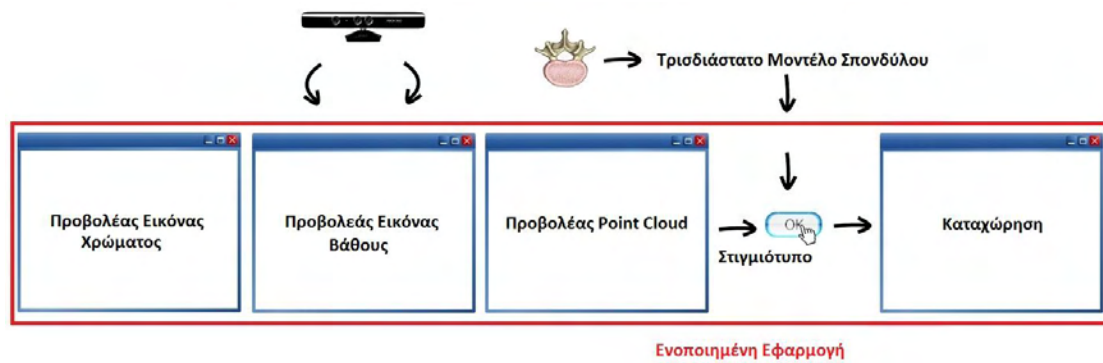 Τρισδιάστατο Μοντέλο Σπονδύλου
Προβολέας Εικόνας
Χρώματος
Προβολεάς Εικόνας
Βάθους
Προβολέας Point Cloud
OK
Στιγμιότυπο
Καταχώρηση
Ενοποιημένη Εφαρμογή